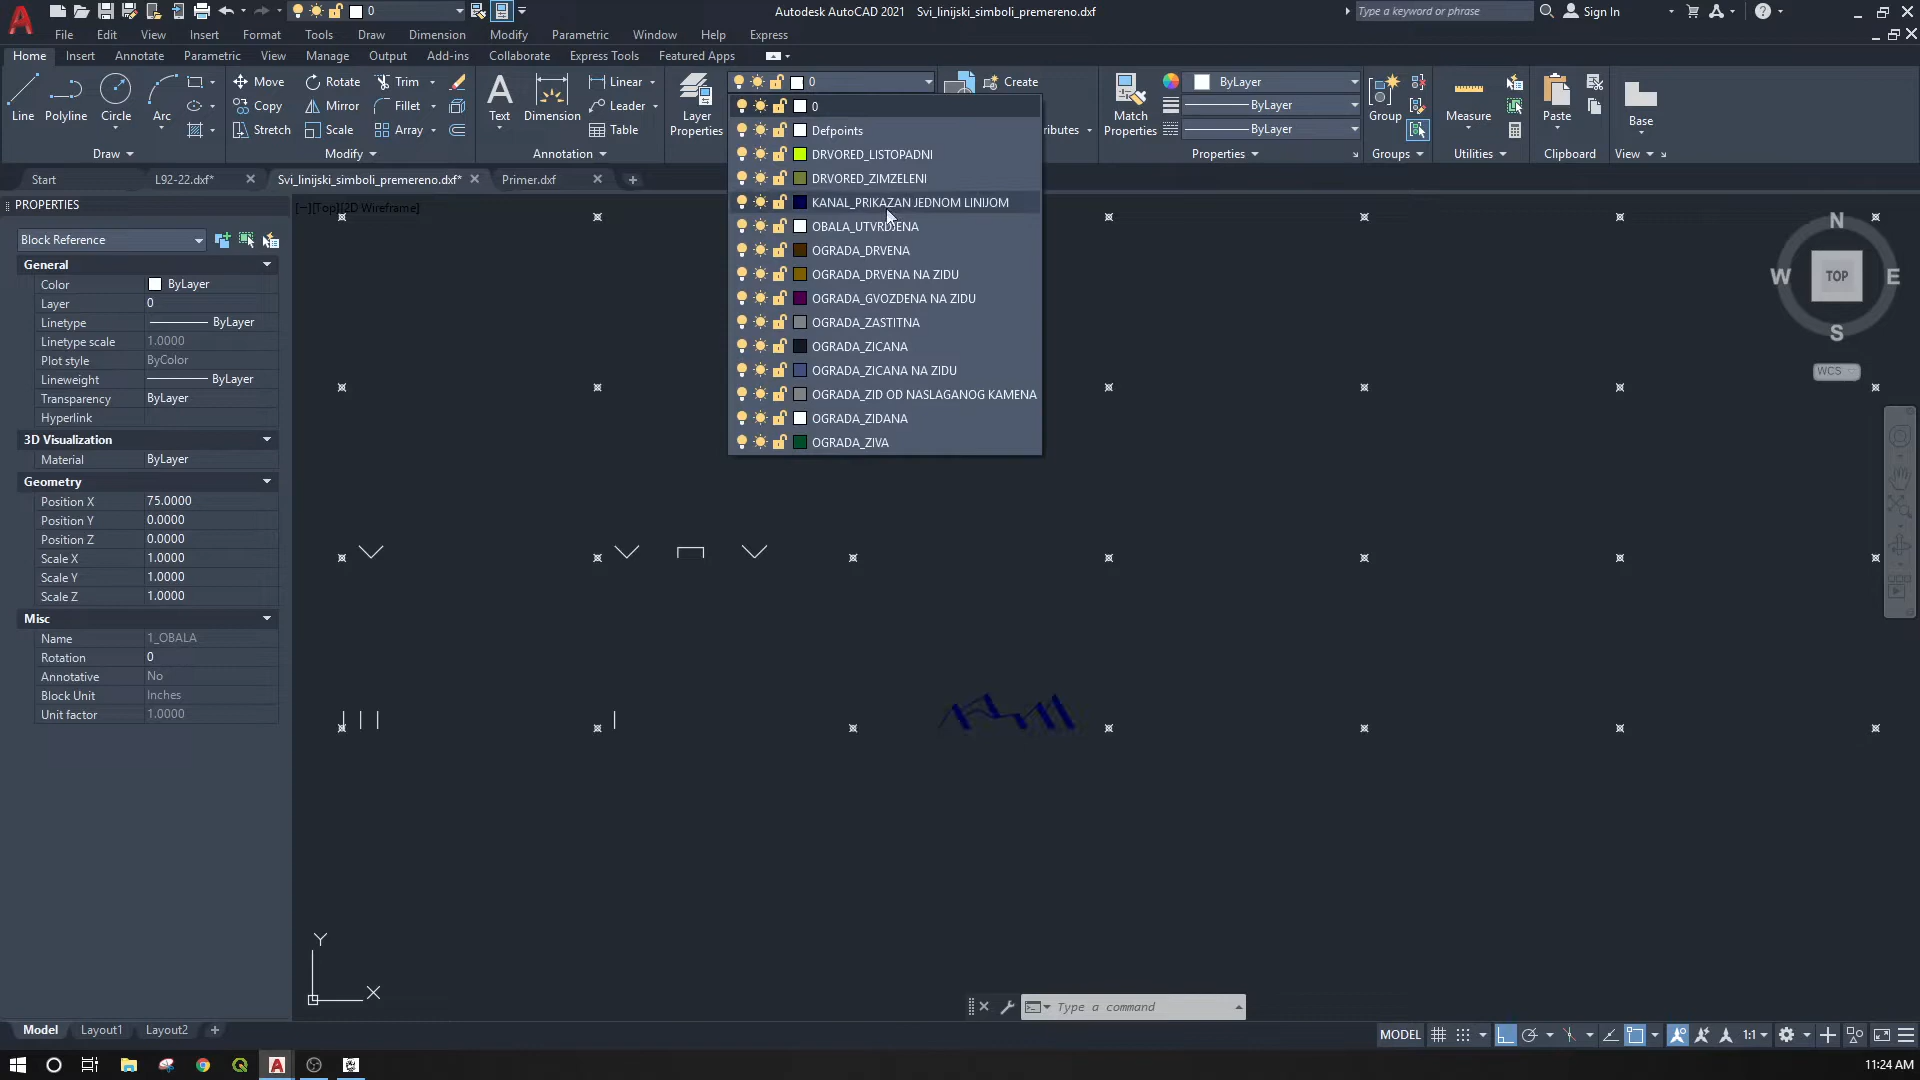 0
Autodesk AutoCAD 2021 Svi_linijski_simboli_premereno.dxf
Type a keyword or phrase
Sign In
File Edit View Insert Format Tools Draw Dimension Modify Parametric Window Help Express
Home Insert Annotate Parametric View Manage Output Add-ins Collaborate Express Tools Featured Apps
Line Polyline Circle Arc
Move Rotate Trim
Copy Mirror Fillet
Stretch Scale Array
Text Dimension
Linear
Leader
Table
Layer Properties
0
Create
ributes
Match Properties
ByLayer
ByLayer
ByLayer
Group
Measure
Paste
Base
Draw Modify Annotation Properties Groups Utilities Clipboard View
0
Defpoints
DRVORED_LISTOPADNI
DRVORED_ZIMZELENI
KANAL_PRIKAZAN JEDNOM LINIJOM
OBALA_UTVRDJENA
OGRADA_DRVENA
OGRADA_DRVENA NA ZIDU
OGRADA_GVOZDENA NA ZIDU
OGRADA_ZASTITNA
OGRADA_ZICANA
OGRADA_ZICANA NA ZIDU
OGRADA_ZID OD NASLAGANOG KAMENA
OGRADA_ZIDANA
OGRADA_ZIVA
Start L92-22.dxf* Svi_linijski_simboli_premereno.dxf* Primer.dxf
PROPERTIES
[−][Top][2D Wireframe]
Block Reference
General
Color ByLayer
Layer 0
Linetype ByLayer
Linetype scale 1.0000
Plot style ByColor
Lineweight ByLayer
Transparency ByLayer
Hyperlink
3D Visualization
Material ByLayer
Geometry
Position X 75.0000
Position Y 0.0000
Position Z 0.0000
Scale X 1.0000
Scale Y 1.0000
Scale Z 1.0000
Misc
Name 1_OBALA
Rotation 0
Annotative No
Block Unit Inches
Unit factor 1.0000
N
W TOP E
S
WCS
Y
X
Type a command
Model Layout1 Layout2
MODEL 1:1
11:24 AM